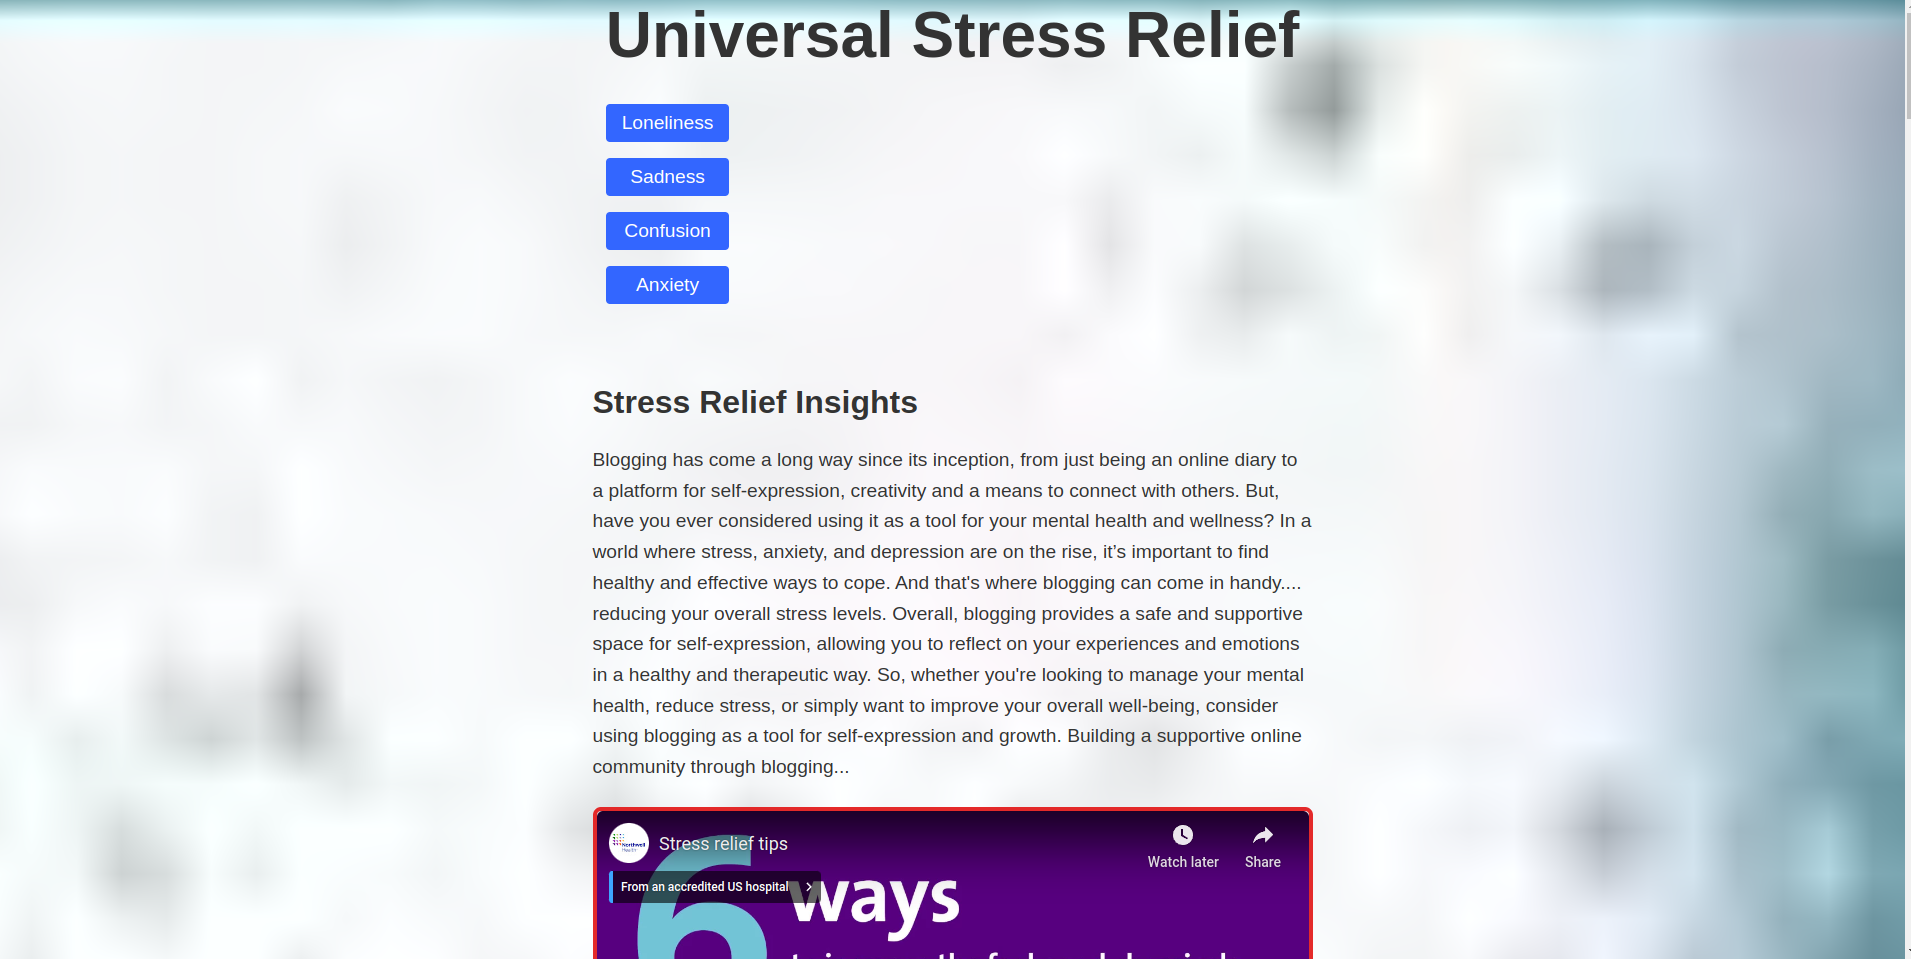 Universal Stress Relief
Loneliness
Sadness
Confusion
Anxiety
Stress Relief Insights
Blogging has come a long way since its inception, from just being an online diary to
a platform for self-expression, creativity and a means to connect with others. But,
have you ever considered using it as a tool for your mental health and wellness? In a
world where stress, anxiety, and depression are on the rise, it’s important to find
healthy and effective ways to cope. And that's where blogging can come in handy....
reducing your overall stress levels. Overall, blogging provides a safe and supportive
space for self-expression, allowing you to reflect on your experiences and emotions
in a healthy and therapeutic way. So, whether you're looking to manage your mental
health, reduce stress, or simply want to improve your overall well-being, consider
using blogging as a tool for self-expression and growth. Building a supportive online
community through blogging...
Northwell
Health
Stress relief tips
Watch later
Share
From an accredited US hospital
6 ways